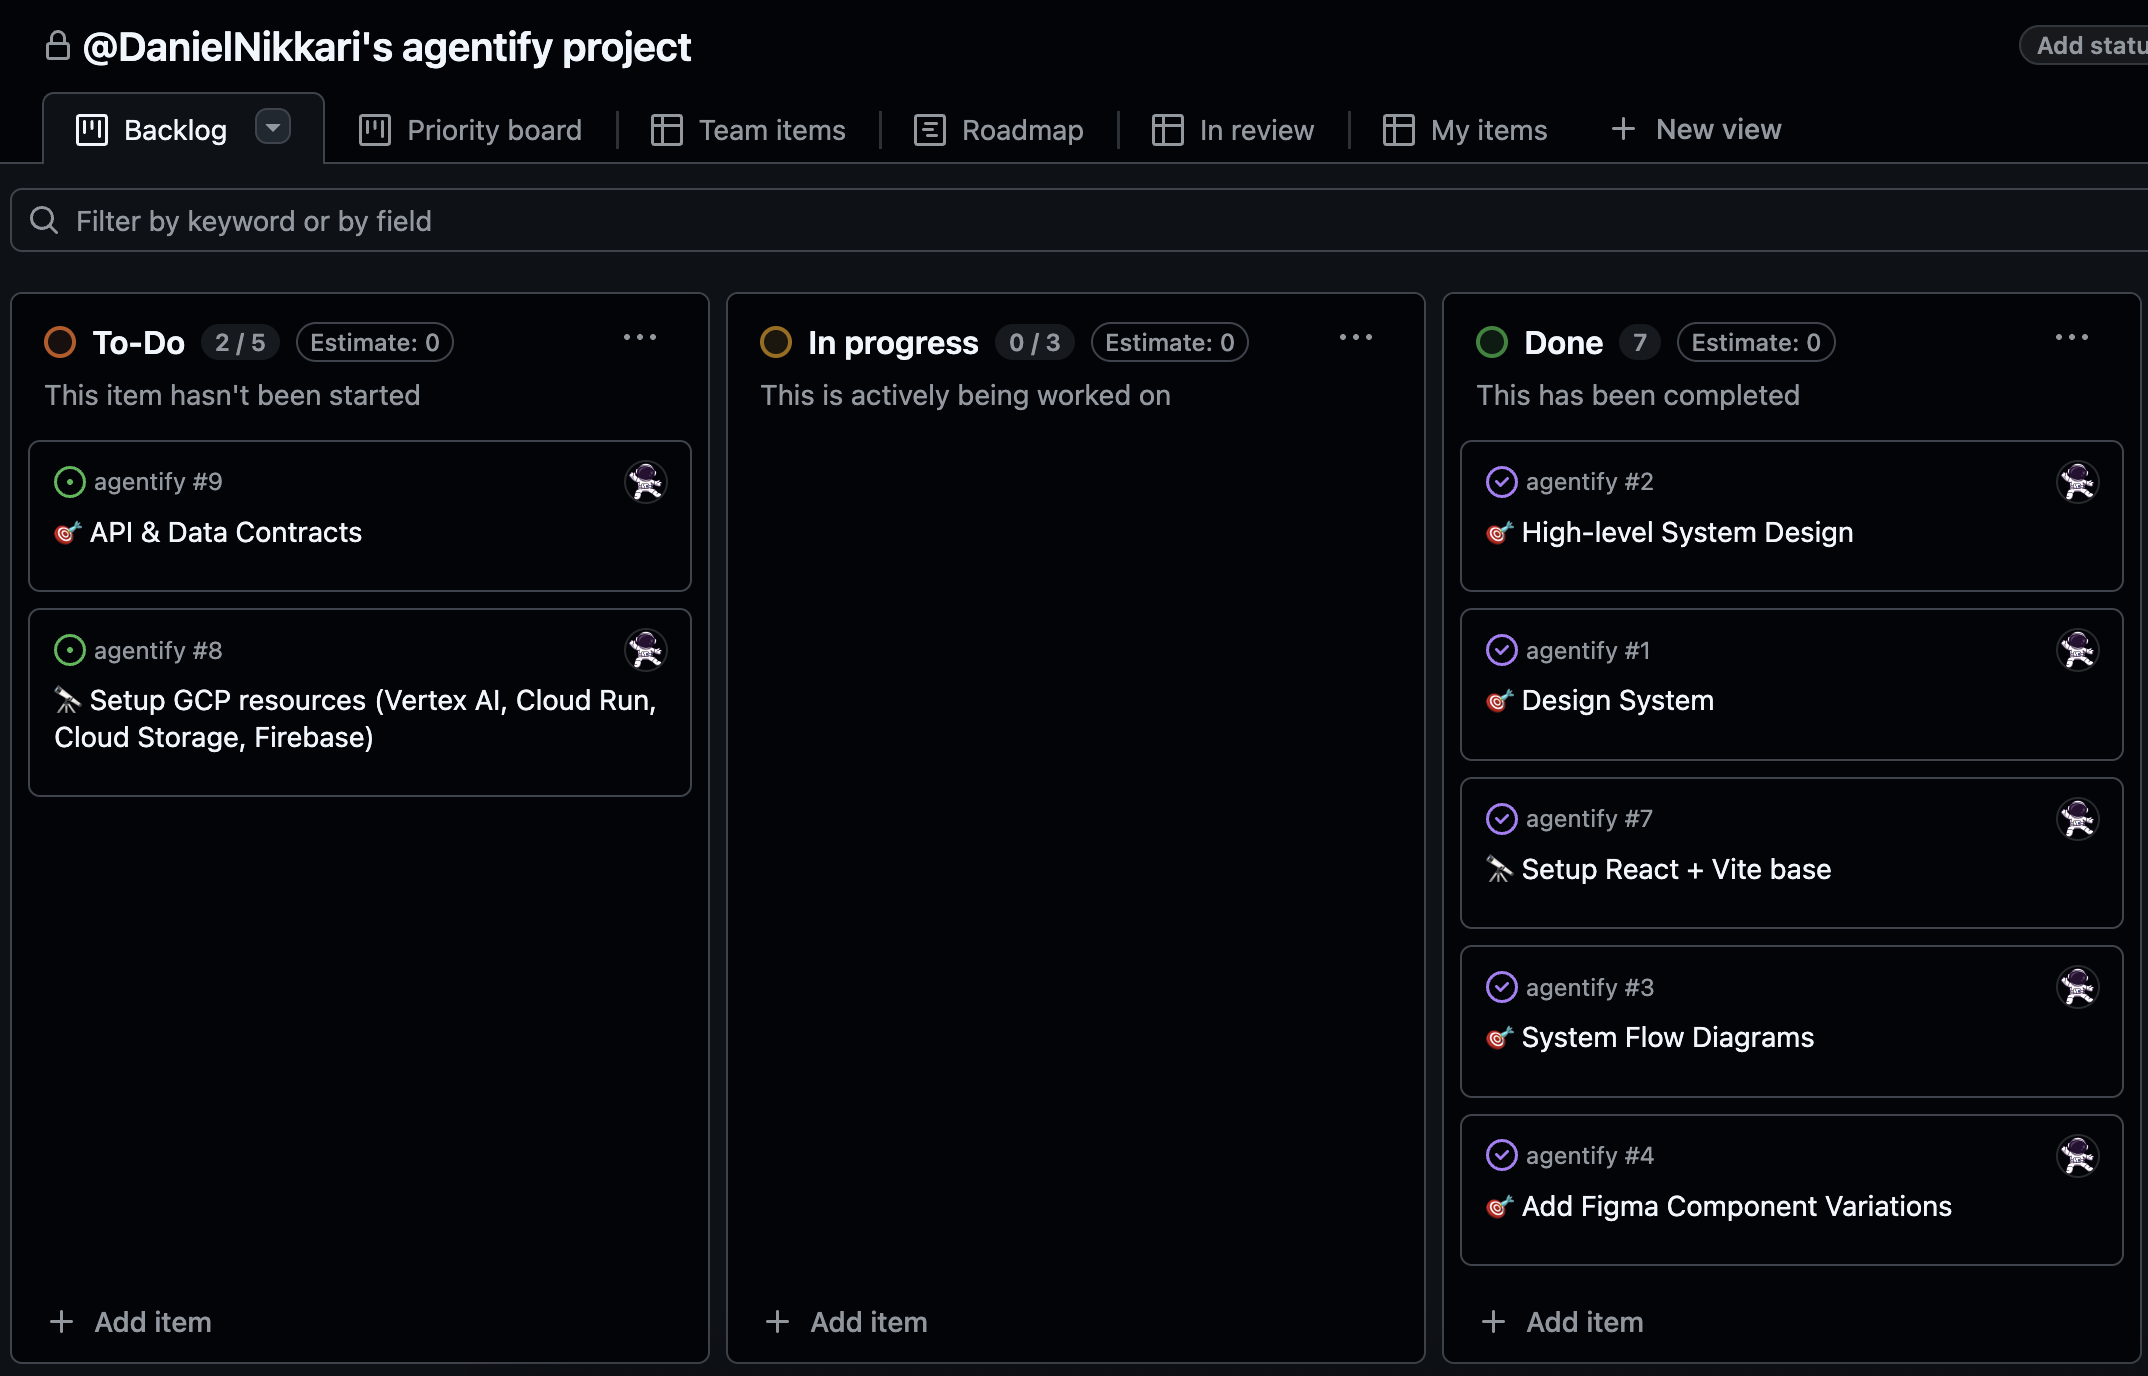 @DanielNikkari's agentify project
Add statu
Backlog
Priority board
Team items
Roadmap
In review
My items
New view
Filter by keyword or by field
To-Do 2 / 5 Estimate: 0
This item hasn't been started
agentify #9
🎯 API & Data Contracts
agentify #8
🔭 Setup GCP resources (Vertex AI, Cloud Run,
Cloud Storage, Firebase)
Add item
In progress 0 / 3 Estimate: 0
This is actively being worked on
Add item
Done 7 Estimate: 0
This has been completed
agentify #2
🎯 High-level System Design
agentify #1
🎯 Design System
agentify #7
🔭 Setup React + Vite base
agentify #3
🎯 System Flow Diagrams
agentify #4
🎯 Add Figma Component Variations
Add item